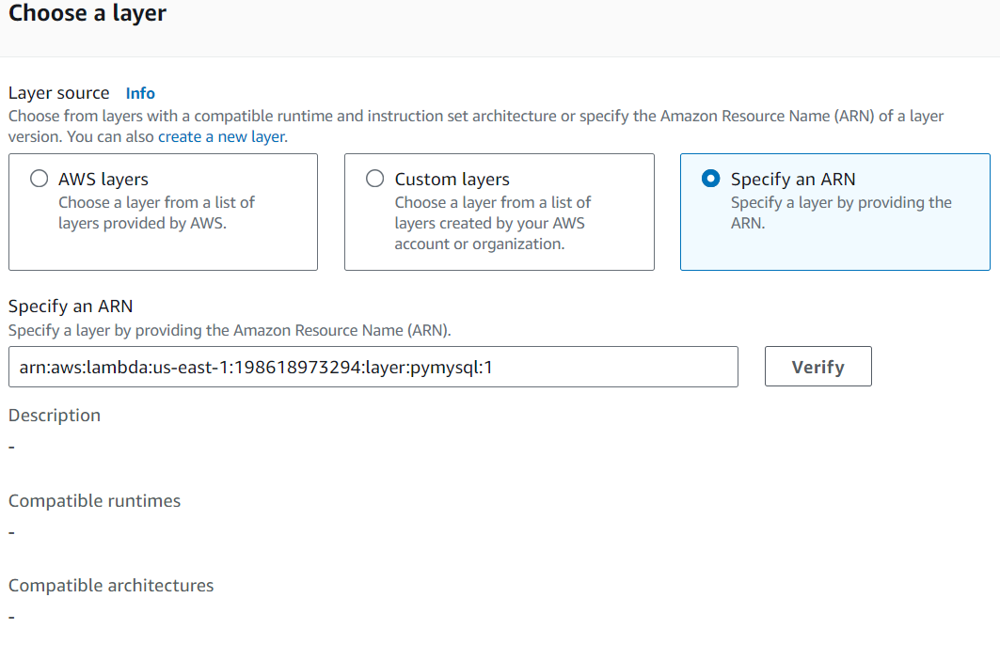 Choose a layer
Layer source Info
Choose from layers with a compatible runtime and instruction set architecture or specify the Amazon Resource Name (ARN) of a layer
version. You can also create a new layer.
AWS layers
Choose a layer from a list of
layers provided by AWS.
Custom layers
Choose a layer from a list of
layers created by your AWS
account or organization.
Specify an ARN
Specify a layer by providing the
ARN.
Specify an ARN
Specify a layer by providing the Amazon Resource Name (ARN).
arn:aws:lambda:us-east-1:198618973294:layer:pymysql:1
Verify
Description
-
Compatible runtimes
-
Compatible architectures
-